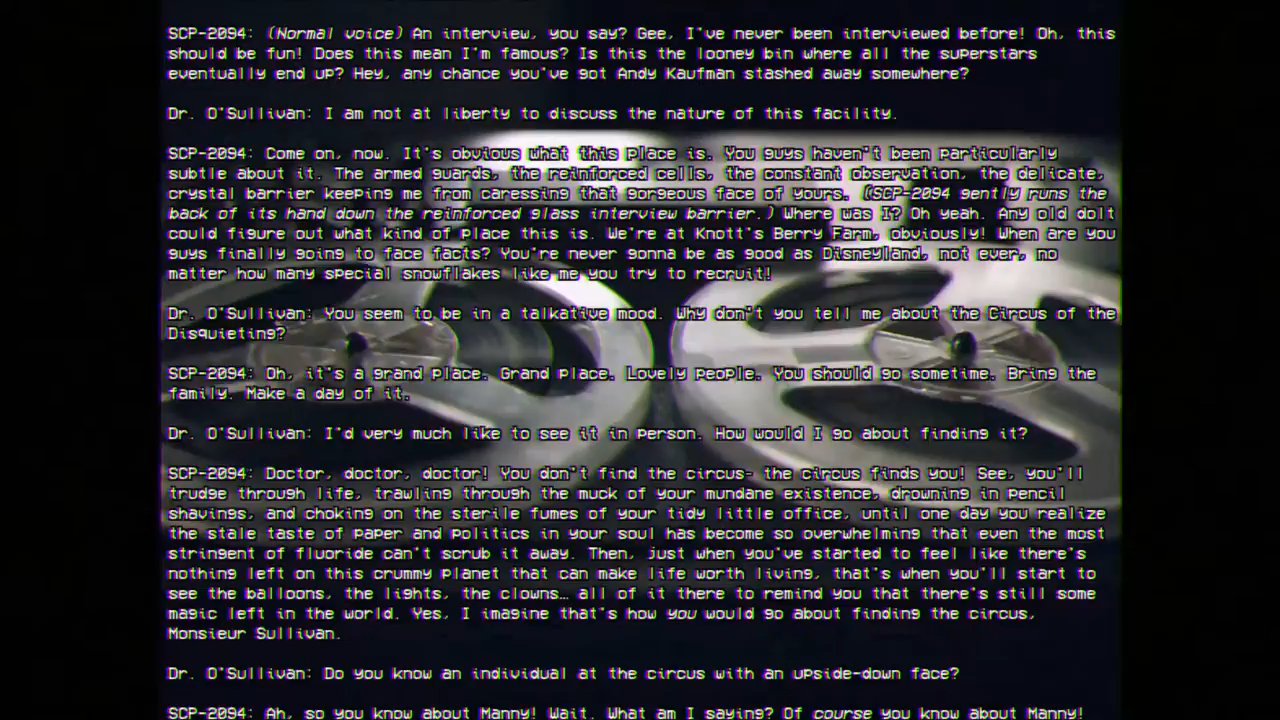 SCP-2094: (Normal voice) An interview, you say? Gee, I've never been interviewed before! Oh, this
should be fun! Does this mean I'm famous? Is this the looney bin where all the superstars
eventually end up? Hey, any chance you've got Andy Kaufman stashed away somewhere?
Dr. O'Sullivan: I am not at liberty to discuss the nature of this facility.
SCP-2094: Come on, now. It's obvious what this place is. You guys haven't been particularly
subtle about it. The armed guards, the reinforced cells, the constant observation, the delicate,
crystal barrier keeping me from caressing that gorgeous face of yours. (SCP-2094 gently runs the
back of its hand down the reinforced glass interview barrier.) Where was I? Oh yeah. Any old dolt
could figure out what kind of place this is. We're at Knott's Berry Farm, obviously! When are you
guys finally going to face facts? You're never gonna be as good as Disneyland, not ever, no
matter how many special snowflakes like me you try to recruit!
Dr. O'Sullivan: You seem to be in a talkative mood. Why don't you tell me about the Circus of the
Disquieting?
SCP-2094: Oh, it's a grand place. Grand place. Lovely people. You should go sometime. Bring the
family. Make a day of it.
Dr. O'Sullivan: I'd very much like to see it in person. How would I go about finding it?
SCP-2094: Doctor, doctor, doctor! You don't find the circus- the circus finds you! See, you'll
trudge through life, trawling through the muck of your mundane existence, drowning in pencil
shavings, and choking on the sterile fumes of your tidy little office, until one day you realize
the stale taste of paper and politics in your soul has become so overwhelming that even the most
stringent of fluoride can't scrub it away. Then, just when you've started to feel like there's
nothing left on this crummy planet that can make life worth living, that's when you'll start to
see the balloons, the lights, the clowns… all of it there to remind you that there's still some
magic left in the world. Yes, I imagine that's how you would go about finding the circus,
Monsieur Sullivan.
Dr. O'Sullivan: Do you know an individual at the circus with an upside-down face?
SCP-2094: Ah, so you know about Manny! Wait. What am I saying? Of course you know about Manny!